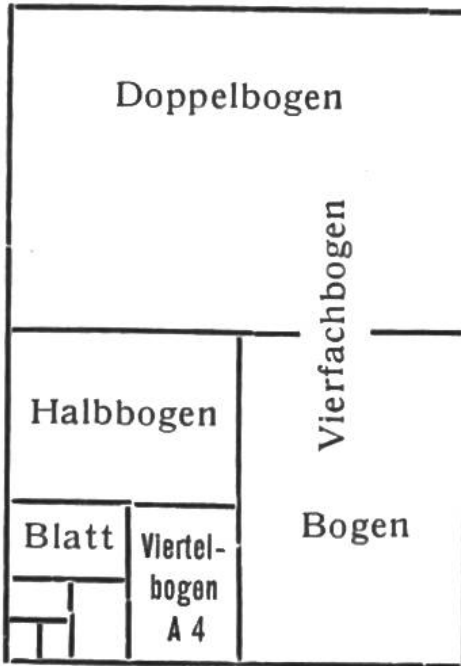 Doppelbogen
Vierfachbogen
Halbbogen
Bogen
Blatt
Viertel-
bogen
A 4